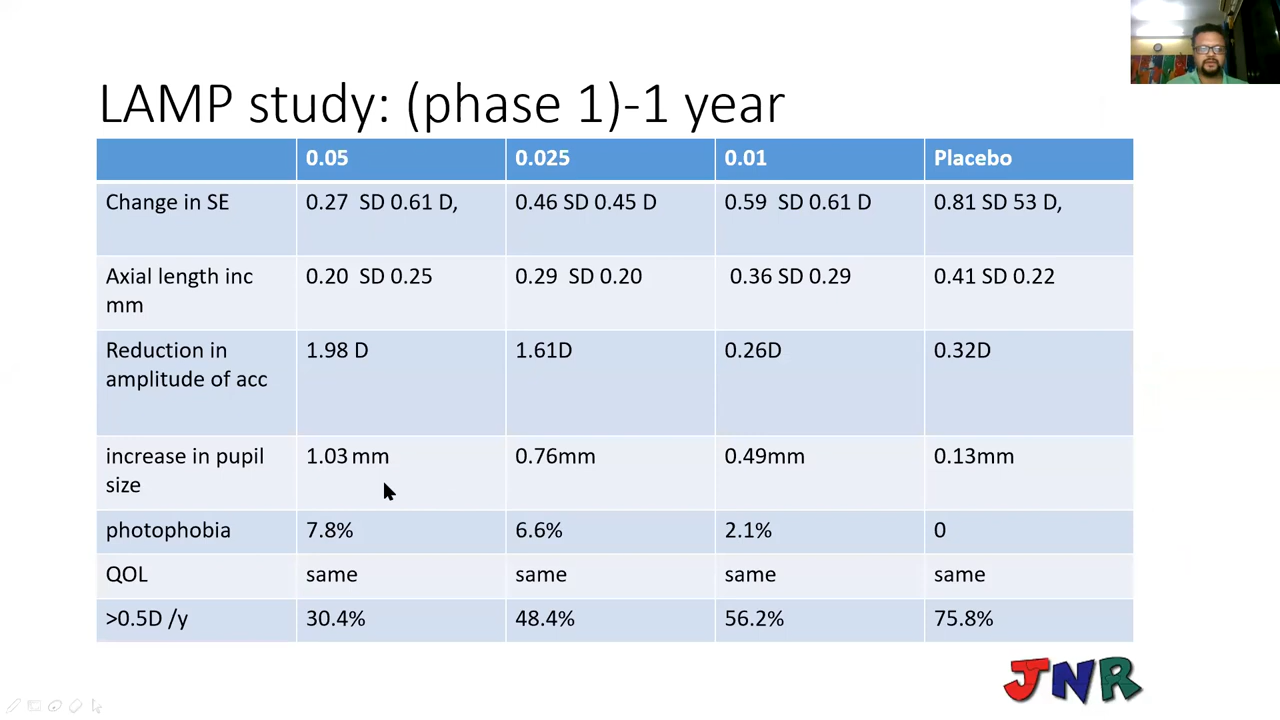 LAMP study: (phase 1)-1 year
0.05 0.025 0.01 Placebo
Change in SE 0.27 SD 0.61 D, 0.46 SD 0.45 D 0.59 SD 0.61 D 0.81 SD 53 D,
Axial length inc 0.20 SD 0.25 0.29 SD 0.20 0.36 SD 0.29 0.41 SD 0.22
mm
Reduction in 1.98 D 1.61D 0.26D 0.32D
amplitude of acc
increase in pupil 1.03 mm 0.76mm 0.49mm 0.13mm
size
photophobia 7.8% 6.6% 2.1% 0
QOL same same same same
>0.5D /y 30.4% 48.4% 56.2% 75.8%
JNR